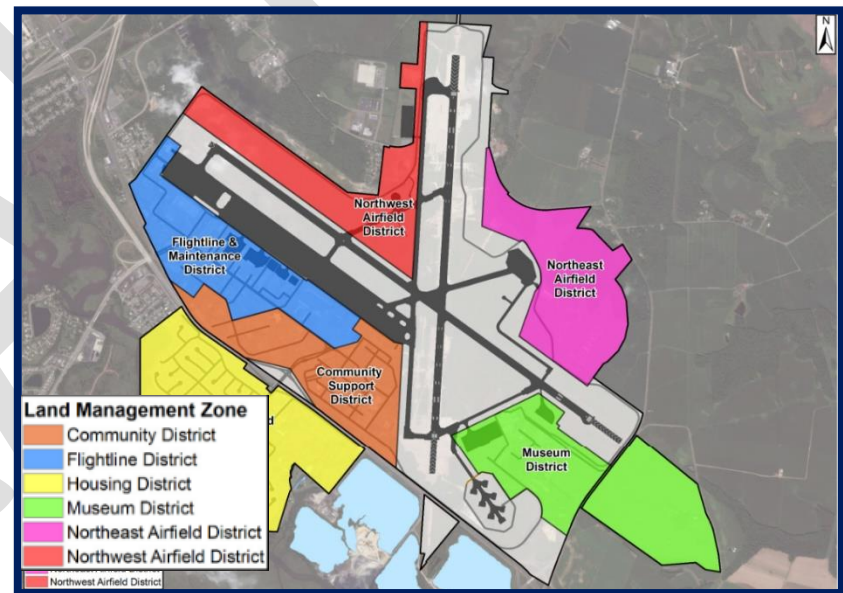 N
Northwest
Airfield
District
Flightline &
Maintenance
District
Northeast
Airfield
District
Community
Support
District
Museum
District
Land Management Zone
Community District
Flightline District
Housing District
Museum District
Northeast Airfield District
Northwest Airfield District
Northwest Airfield District